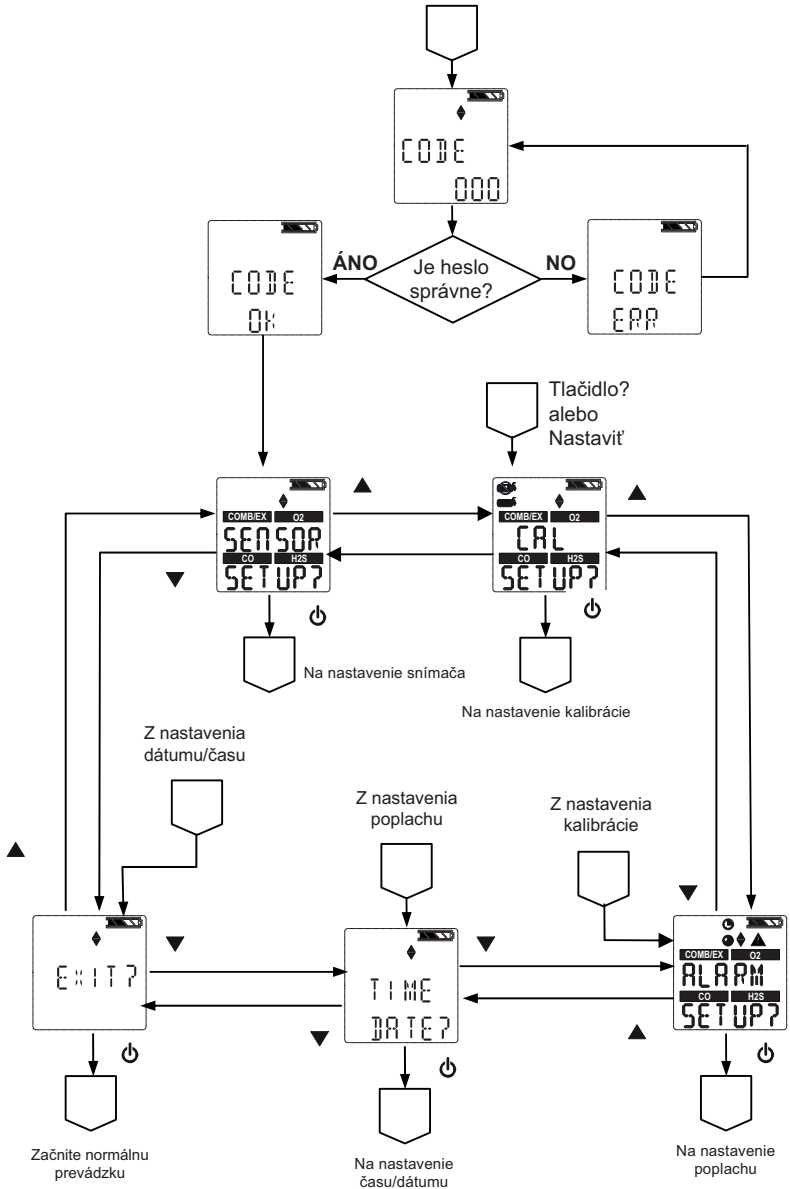 CODE
000
ÁNO
Je heslo
správne?
NO
CODE
OK
CODE
ERR
Tlačidlo?
alebo
Nastaviť
COMB/EX O2
SENSOR
CO H2S
SETUP?
COMB/EX O2
CAL
CO H2S
SETUP?
Na nastavenie snímača
Na nastavenie kalibrácie
Z nastavenia
dátumu/času
Z nastavenia
poplachu
Z nastavenia
kalibrácie
EXIT?
TIME
DATE?
COMB/EX O2
ALARM
CO H2S
SETUP?
Začnite normálnu
prevádzku
Na nastavenie
času/dátumu
Na nastavenie
poplachu